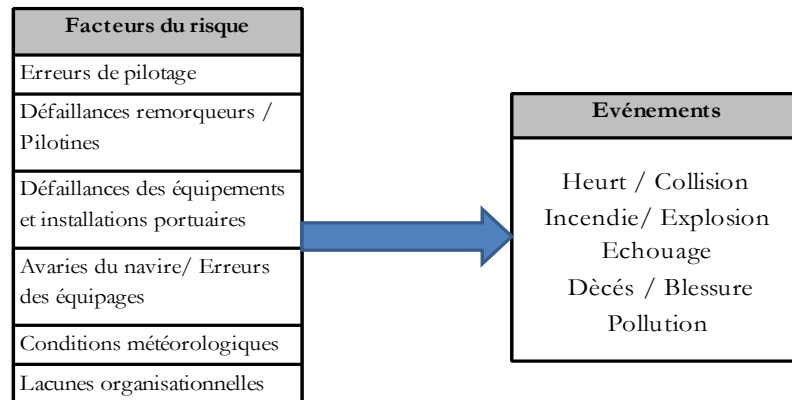 Facteurs du risque
Erreurs de pilotage
Défaillances remorqueurs /
Pilotines
Défaillances des équipements
et installations portuaires
Avaries du navire/ Erreurs
des équipages
Conditions météorologiques
Lacunes organisationnelles
Evénements
Heurt / Collision
Incendie/ Explosion
Echouage
Dècés / Blessure
Pollution